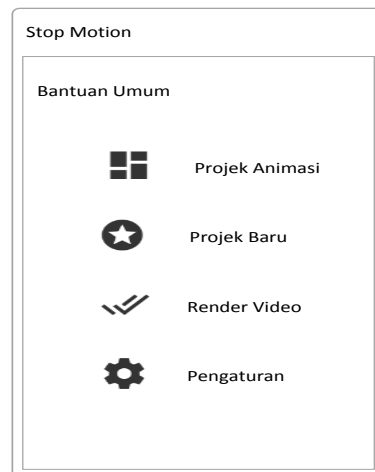 Stop Motion
Bantuan Umum
Projek Animasi
Projek Baru
Render Video
Pengaturan